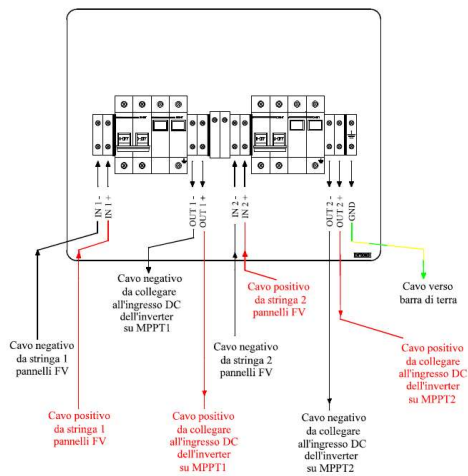 IN 1 -
IN 1 +
OUT 1 -
OUT 1 +
IN 2 -
IN 2 +
OUT 2 -
OUT 2 +
GND
Cavo negativo
da collegare
all'ingresso DC
dell'inverter
su MPPT1
Cavo positivo
da stringa 2
pannelli FV
Cavo verso
barra di terra
Cavo negativo
da stringa 1
pannelli FV
Cavo negativo
da stringa 2
pannelli FV
Cavo positivo
da collegare
all'ingresso DC
dell'inverter
su MPPT2
Cavo positivo
da stringa 1
pannelli FV
Cavo positivo
da collegare
all'ingresso DC
dell'inverter
su MPPT1
Cavo negativo
da collegare
all'ingresso DC
dell'inverter
su MPPT2